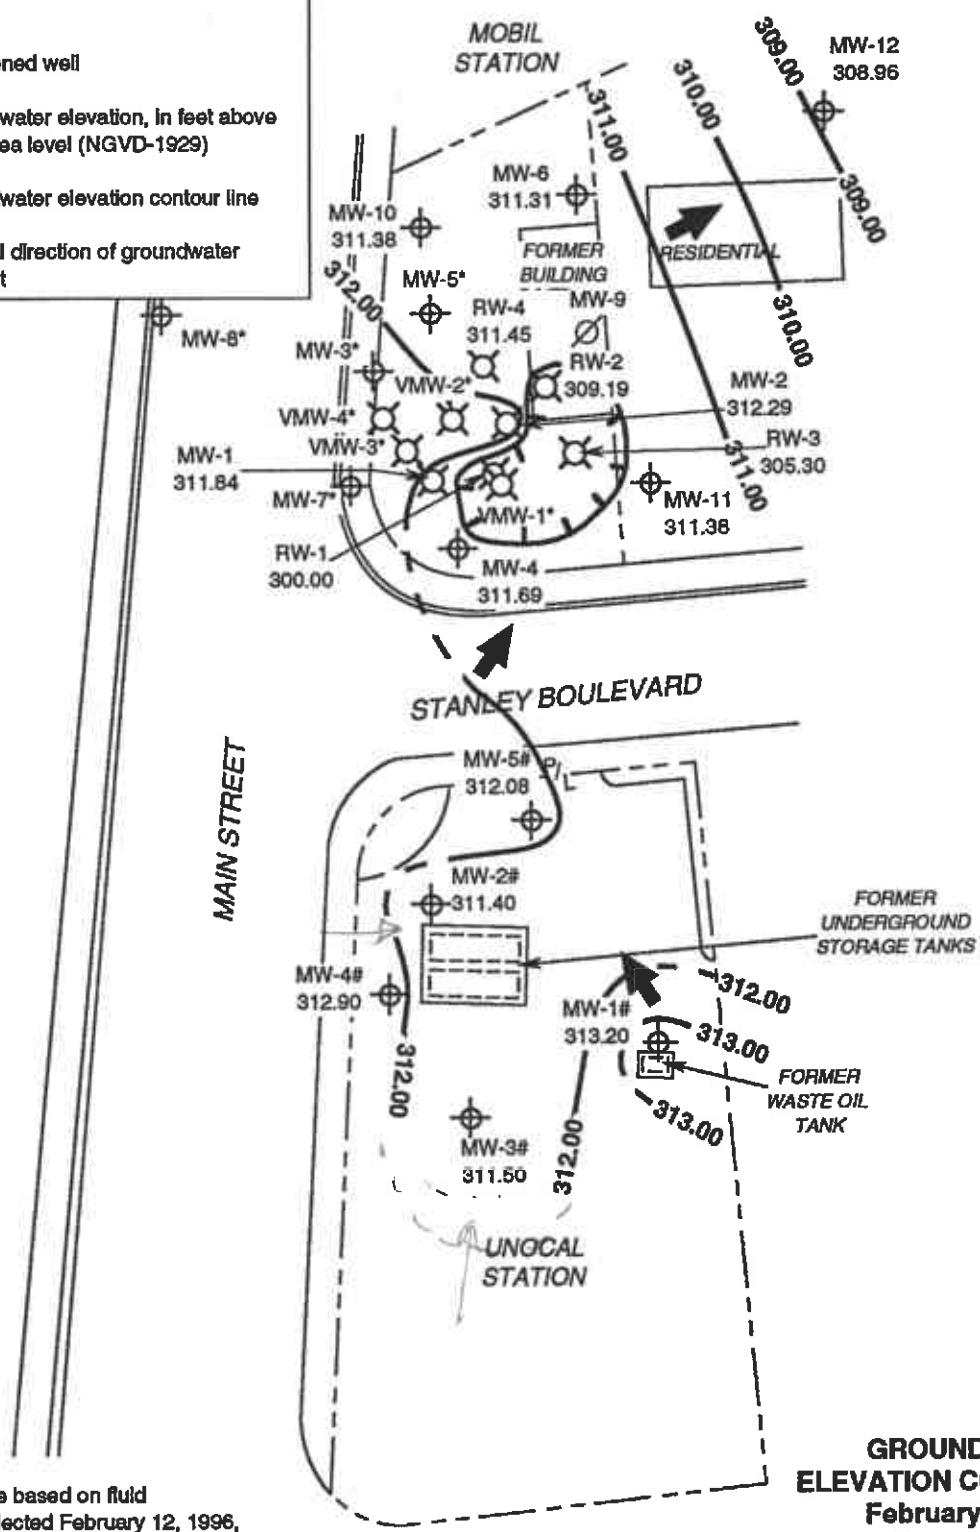 ned well
water elevation, in feet above
ea level (NGVD-1929)
water elevation contour line
l direction of groundwater
t
MOBIL
STATION
309.00
MW-12
308.96
310.00
311.00
MW-6
311.31
309.00
MW-10
311.38
FORMER
BUILDING
RESIDENTIAL
312.00
MW-5*
RW-4
311.45
MW-9
310.00
MW-8*
MW-3*
VMW-2*
RW-2
309.19
MW-2
312.29
VMW-4*
VMW-3*
RW-3
305.30
MW-1
311.84
311.00
MW-7*
VMW-1*
MW-11
311.38
RW-1
300.00
MW-4
311.69
STANLEY BOULEVARD
MAIN STREET
MW-5#
312.08
P/L
MW-2#
311.40
FORMER
UNDERGROUND
STORAGE TANKS
MW-4#
312.90
312.00
MW-1#
313.20
313.00
312.00
FORMER
WASTE OIL
TANK
313.00
MW-3#
311.50
312.00
UNOCAL
STATION
GROUND
ELEVATION C
February
e based on fluid
lected February 12, 1996,